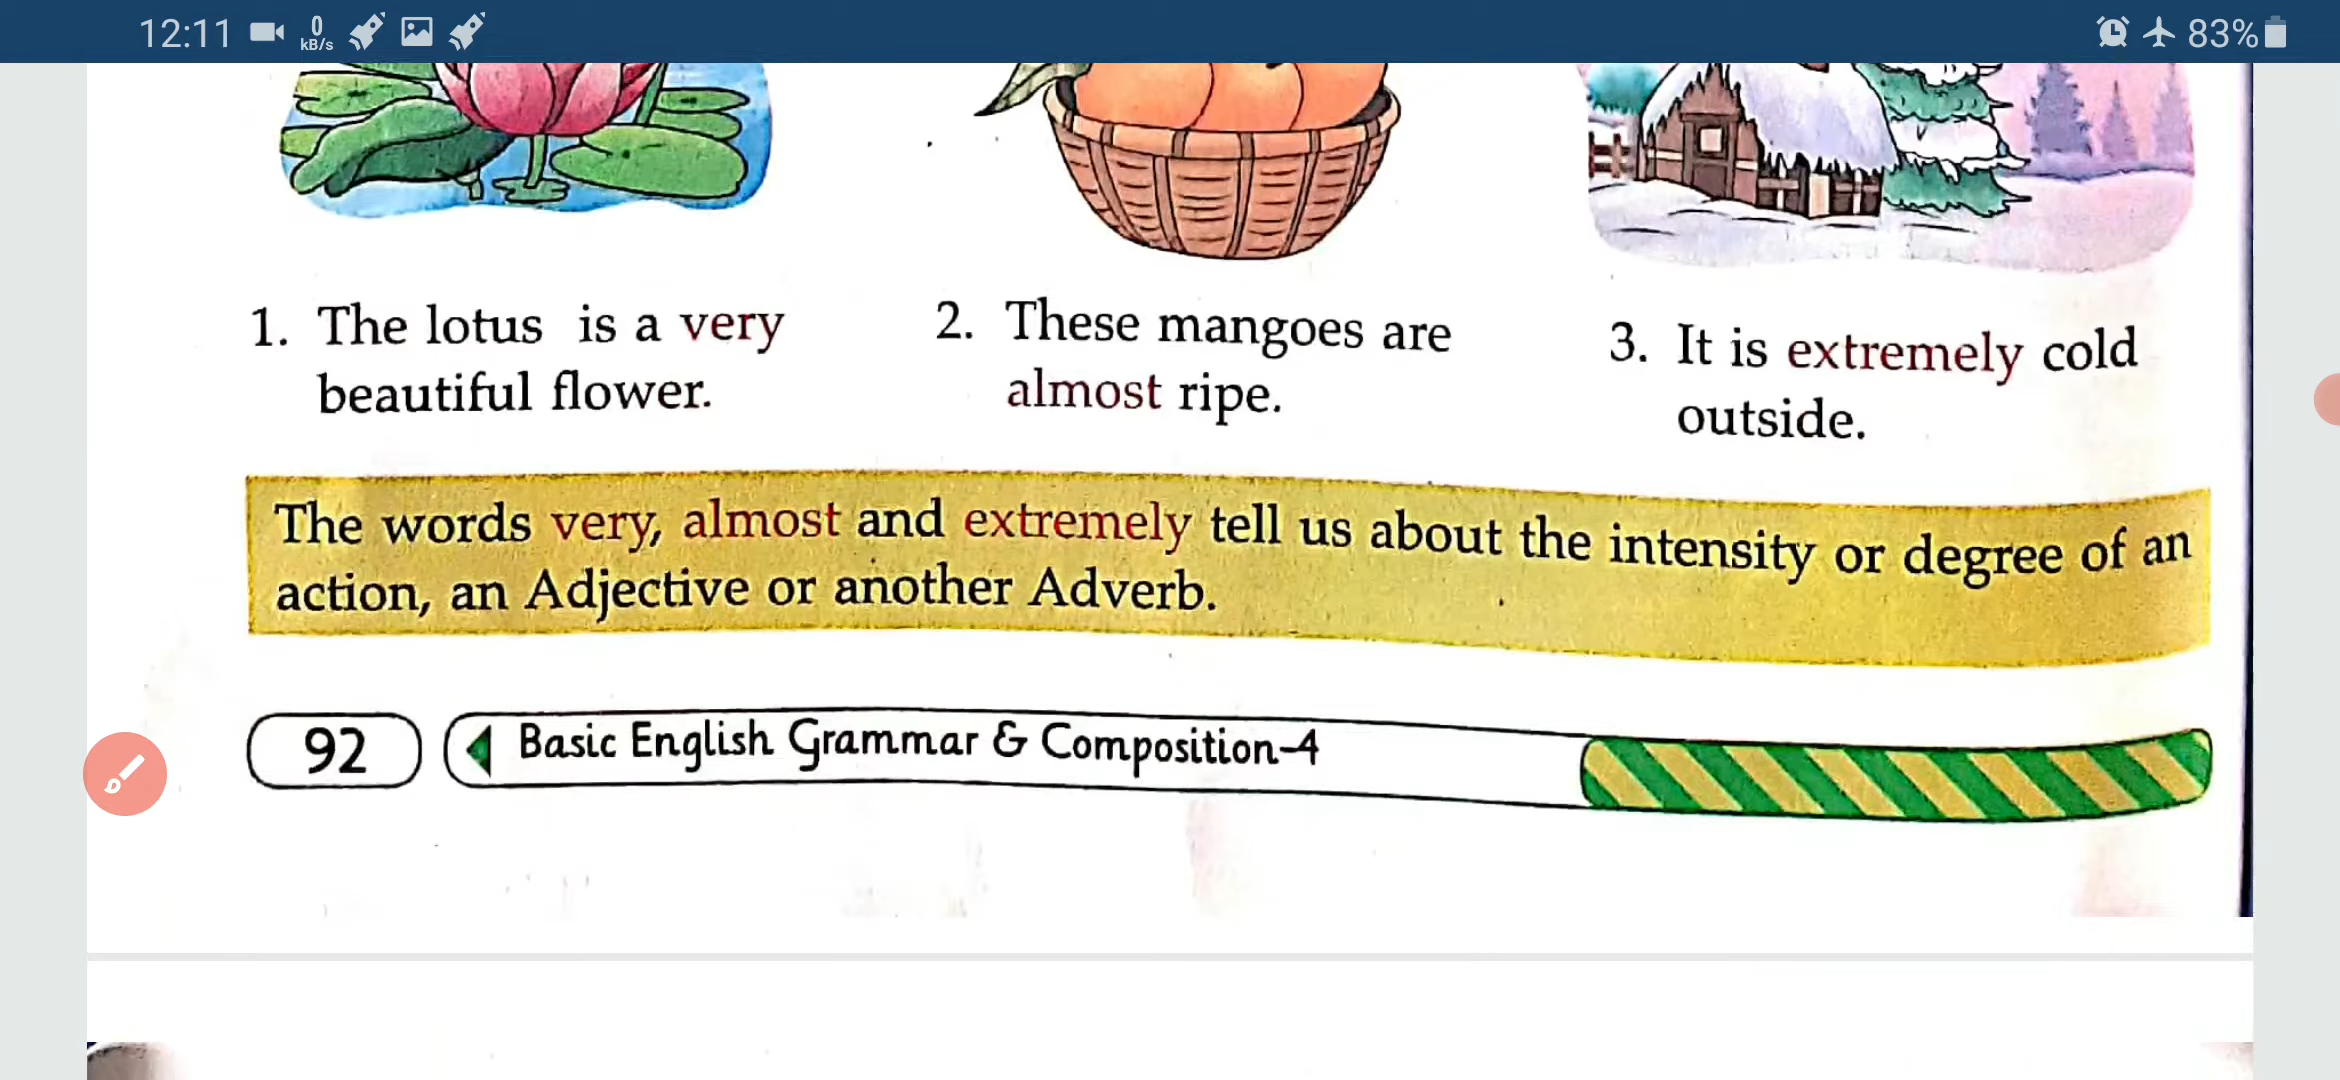 12:11 0 kB/s 83%
1. The lotus is a very
beautiful flower.
2. These mangoes are
almost ripe.
3. It is extremely cold
outside.
The words very, almost and extremely tell us about the intensity or degree of an
action, an Adjective or another Adverb.
92 Basic English Grammar & Composition-4